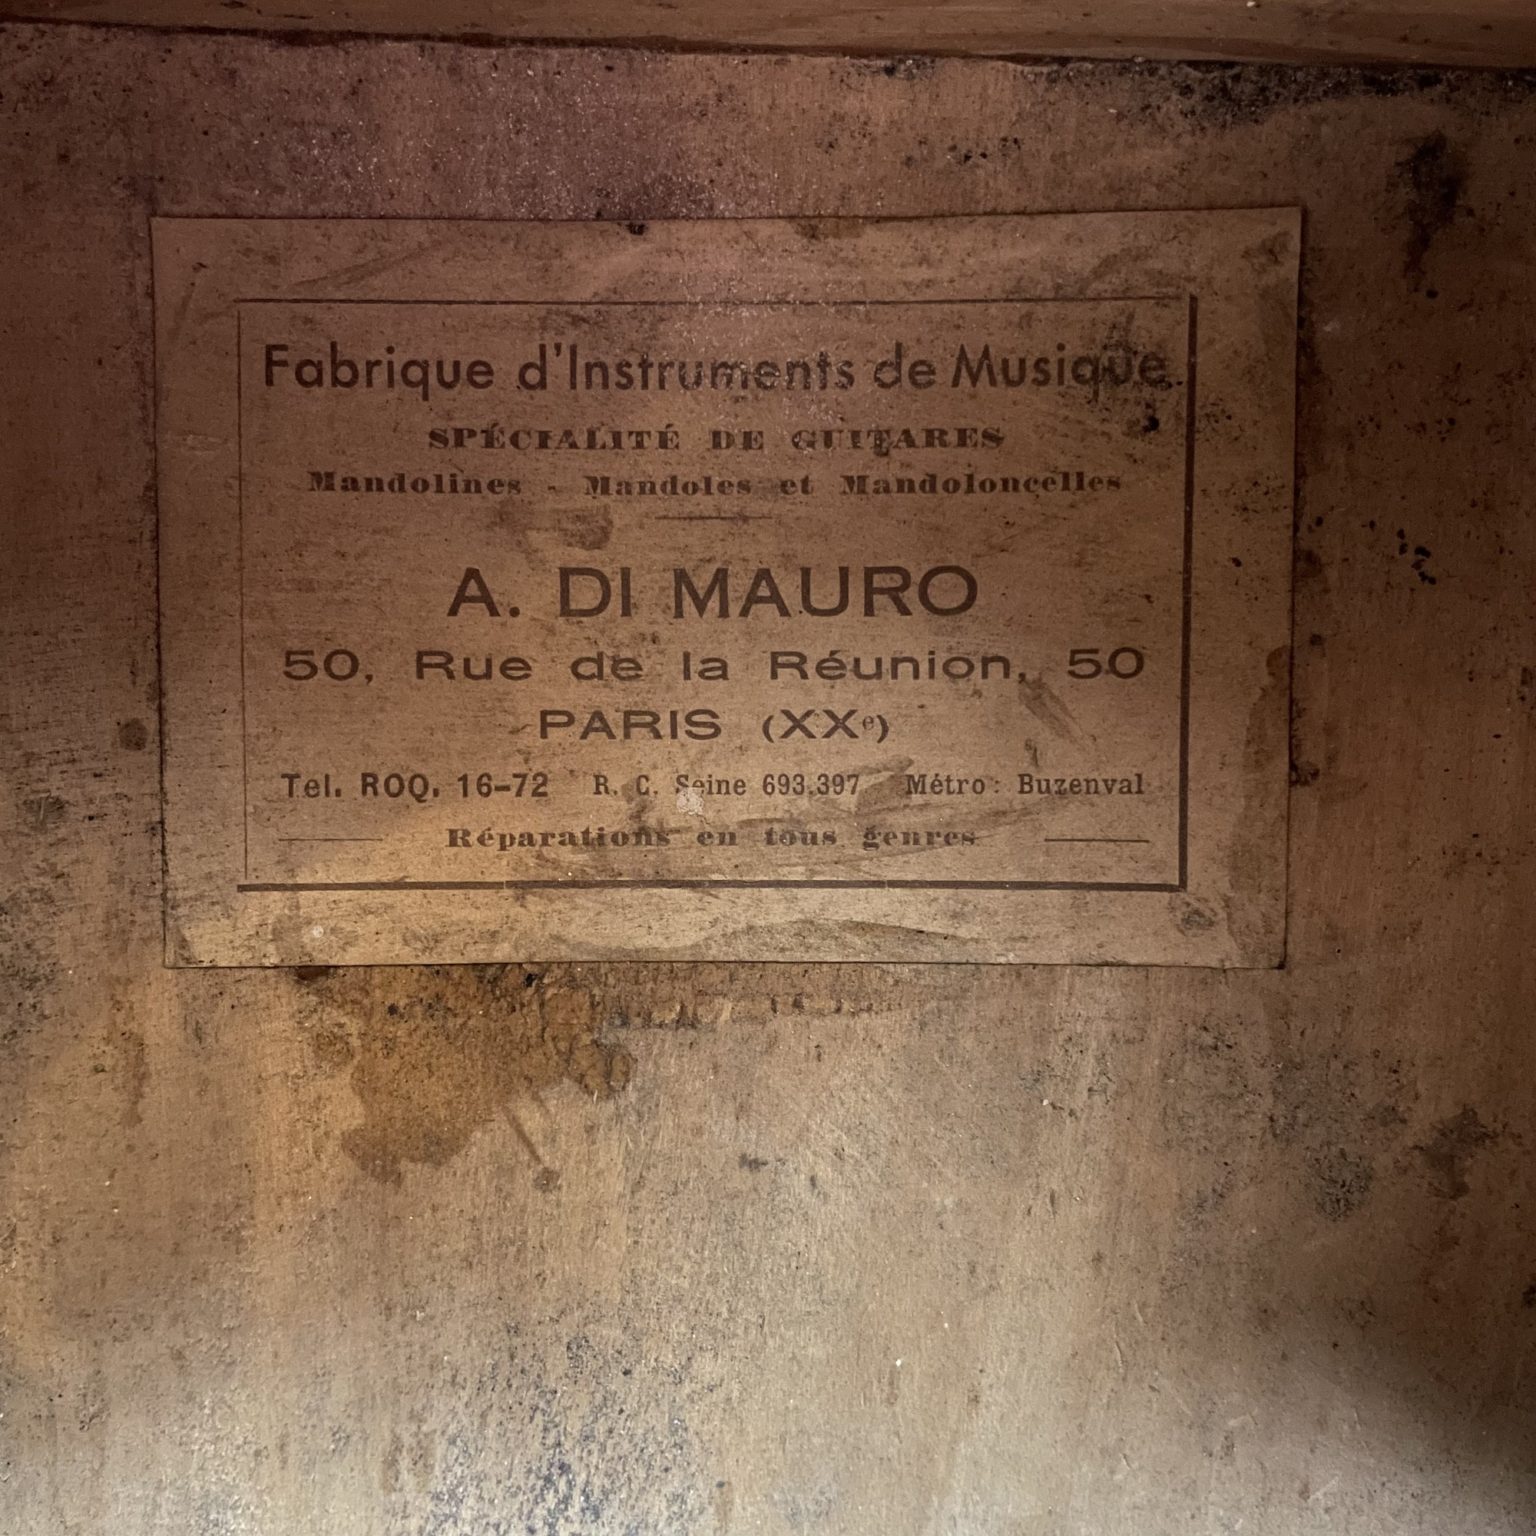 Fabrique d'Instruments de Musique
SPÉCIALITÉ DE GUITARES
Mandolines - Mandoles et Mandoloncelles
A. DI MAURO
50, Rue de la Réunion, 50
PARIS (XXe)
Tel. ROQ. 16-72 R. C. Seine 693.397 Métro : Buzenval
Réparations en tous genres